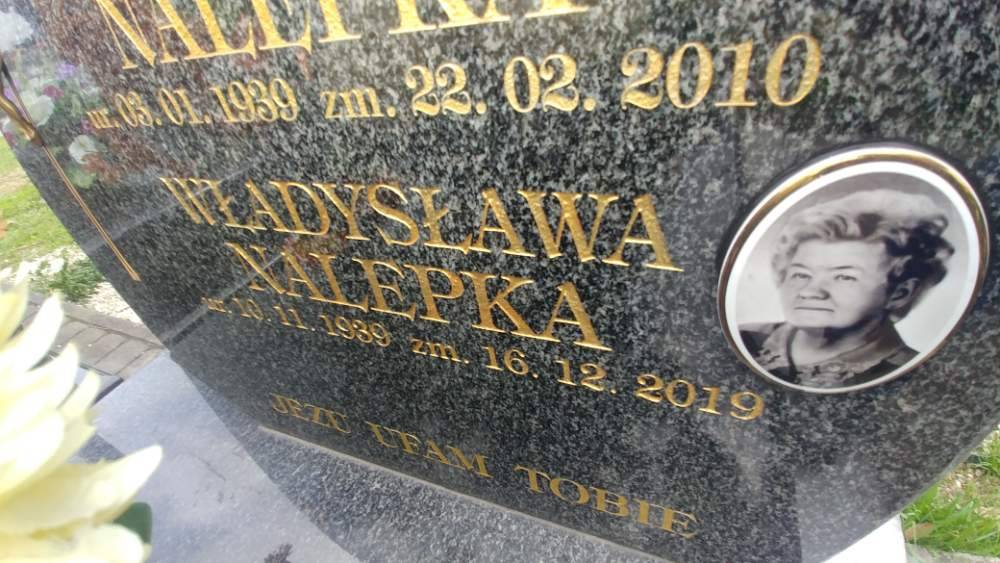 NALEPKA
ur. 03. 01. 1939 zm. 22. 02. 2010
WŁADYSŁAWA
NALEPKA
ur. 10. 11. 1939 zm. 16. 12. 2019
JEZU UFAM TOBIE